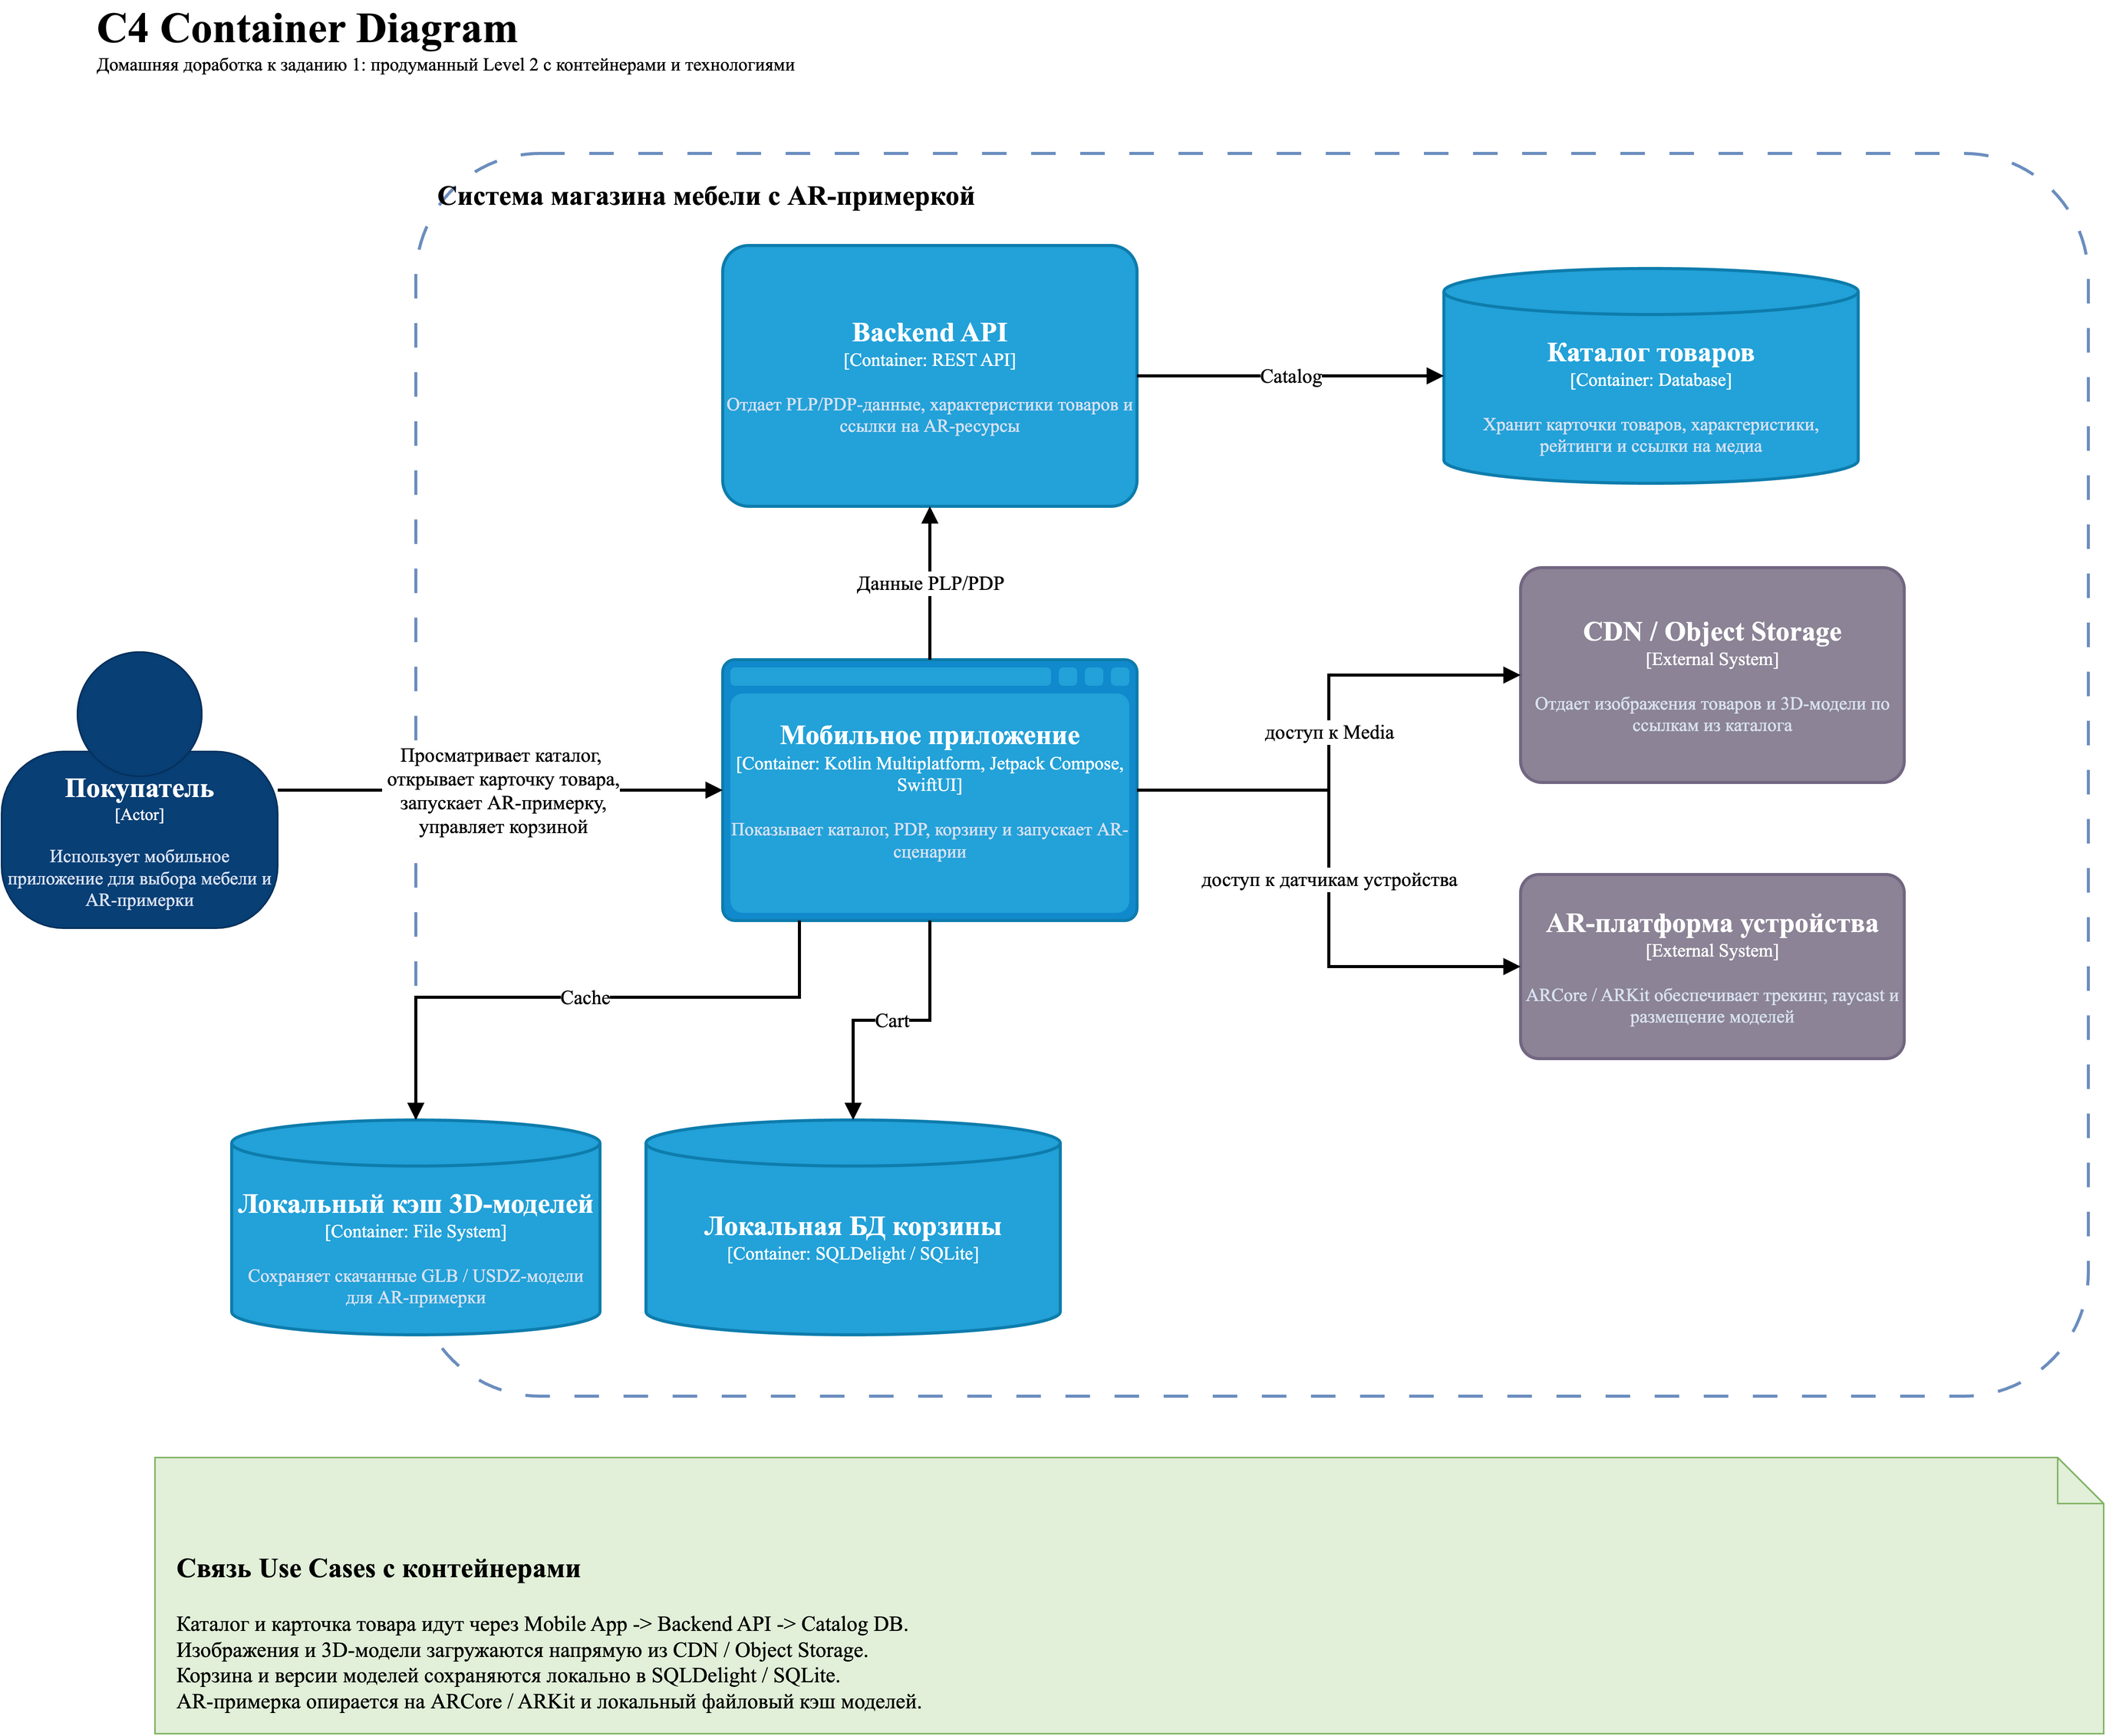 C4 Container Diagram
Домашняя доработка к заданию 1: продуманный Level 2 с контейнерами и технологиями
Система магазина мебели с AR-примеркой
Backend API
[Container: REST API]
Отдает PLP/PDP-данные, характеристики товаров и
ссылки на AR-ресурсы
Catalog
Каталог товаров
[Container: Database]
Хранит карточки товаров, характеристики,
рейтинги и ссылки на медиа
Данные PLP/PDP
CDN / Object Storage
[External System]
Отдает изображения товаров и 3D-модели по
ссылкам из каталога
Покупатель
[Actor]
Использует мобильное
приложение для выбора мебели и
AR-примерки
Просматривает каталог,
открывает карточку товара,
запускает AR-примерку,
управляет корзиной
Мобильное приложение
[Container: Kotlin Multiplatform, Jetpack Compose,
SwiftUI]
Показывает каталог, PDP, корзину и запускает AR-
сценарии
доступ к Media
доступ к датчикам устройства
AR-платформа устройства
[External System]
ARCore / ARKit обеспечивает трекинг, raycast и
размещение моделей
Cache
Cart
Локальный кэш 3D-моделей
[Container: File System]
Сохраняет скачанные GLB / USDZ-модели
для AR-примерки
Локальная БД корзины
[Container: SQLDelight / SQLite]
Связь Use Cases с контейнерами
Каталог и карточка товара идут через Mobile App -> Backend API -> Catalog DB.
Изображения и 3D-модели загружаются напрямую из CDN / Object Storage.
Корзина и версии моделей сохраняются локально в SQLDelight / SQLite.
AR-примерка опирается на ARCore / ARKit и локальный файловый кэш моделей.